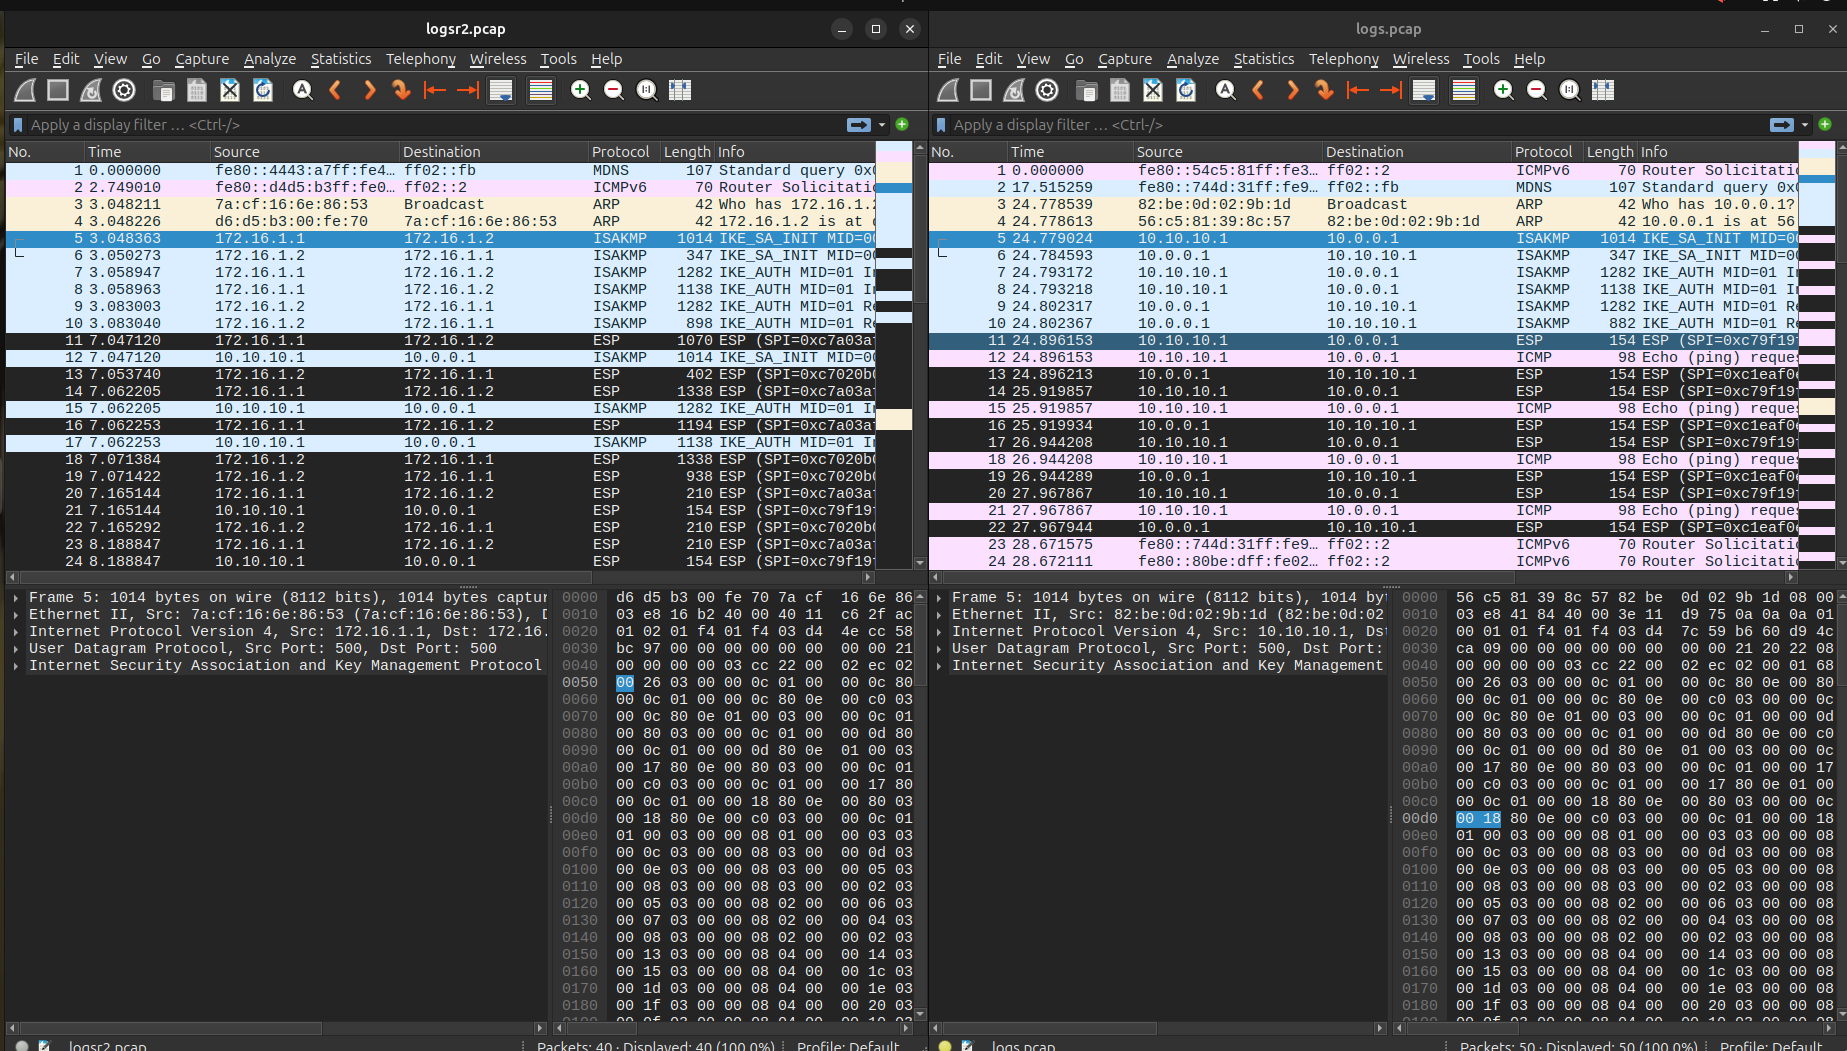 logsr2.pcap
File Edit View Go Capture Analyze Statistics Telephony Wireless Tools Help
Apply a display filter … <Ctrl-/>
No. Time Source Destination Protocol Length Info
1 0.000000 fe80::4443:a7ff:fe4… ff02::fb MDNS 107 Standard query 0x0
2 2.749010 fe80::d4d5:b3ff:fe0… ff02::2 ICMPv6 70 Router Solicitatio
3 3.048211 7a:cf:16:6e:86:53 Broadcast ARP 42 Who has 172.16.1.2
4 3.048226 d6:d5:b3:00:fe:70 7a:cf:16:6e:86:53 ARP 42 172.16.1.2 is at
5 3.048363 172.16.1.1 172.16.1.2 ISAKMP 1014 IKE_SA_INIT MID=00
6 3.050273 172.16.1.2 172.16.1.1 ISAKMP 347 IKE_SA_INIT MID=00
7 3.058947 172.16.1.1 172.16.1.2 ISAKMP 1282 IKE_AUTH MID=01 In
8 3.058963 172.16.1.1 172.16.1.2 ISAKMP 1138 IKE_AUTH MID=01 In
9 3.083003 172.16.1.2 172.16.1.1 ISAKMP 1282 IKE_AUTH MID=01 Re
10 3.083040 172.16.1.2 172.16.1.1 ISAKMP 898 IKE_AUTH MID=01 Re
11 7.047120 172.16.1.1 172.16.1.2 ESP 1070 ESP (SPI=0xc7a03a
12 7.047120 10.10.10.1 10.0.0.1 ISAKMP 1014 IKE_SA_INIT MID=00
13 7.053740 172.16.1.2 172.16.1.1 ESP 402 ESP (SPI=0xc7020b
14 7.062205 172.16.1.1 172.16.1.2 ESP 1338 ESP (SPI=0xc7a03a
15 7.062205 10.10.10.1 10.0.0.1 ISAKMP 1282 IKE_AUTH MID=01 In
16 7.062253 172.16.1.1 172.16.1.2 ESP 1194 ESP (SPI=0xc7a03a
17 7.062253 10.10.10.1 10.0.0.1 ISAKMP 1138 IKE_AUTH MID=01 In
18 7.071384 172.16.1.2 172.16.1.1 ESP 1338 ESP (SPI=0xc7020b
19 7.071422 172.16.1.2 172.16.1.1 ESP 938 ESP (SPI=0xc7020b
20 7.165144 172.16.1.1 172.16.1.2 ESP 210 ESP (SPI=0xc7a03a
21 7.165144 10.10.10.1 10.0.0.1 ESP 154 ESP (SPI=0xc79f19
22 7.165292 172.16.1.2 172.16.1.1 ESP 210 ESP (SPI=0xc7020b
23 8.188847 172.16.1.1 172.16.1.2 ESP 210 ESP (SPI=0xc7a03a
24 8.188847 10.10.10.1 10.0.0.1 ESP 154 ESP (SPI=0xc79f19
Frame 5: 1014 bytes on wire (8112 bits), 1014 bytes captur
Ethernet II, Src: 7a:cf:16:6e:86:53 (7a:cf:16:6e:86:53), D
Internet Protocol Version 4, Src: 172.16.1.1, Dst: 172.16.
User Datagram Protocol, Src Port: 500, Dst Port: 500
Internet Security Association and Key Management Protocol
0000 d6 d5 b3 00 fe 70 7a cf 16 6e 86
0010 03 e8 16 b2 40 00 40 11 c6 2f ac
0020 01 02 01 f4 01 f4 03 d4 4e cc 58
0030 bc 97 00 00 00 00 00 00 00 00 21
0040 00 00 00 00 03 cc 22 00 02 ec 02
0050 00 26 03 00 00 0c 01 00 00 0c 80
0060 00 0c 01 00 00 0c 80 0e 00 c0 03
0070 00 0c 80 0e 01 00 03 00 00 0c 01
0080 00 80 03 00 00 0c 01 00 00 0d 80
0090 00 0c 01 00 00 0d 80 0e 01 00 03
00a0 00 17 80 0e 00 80 03 00 00 0c 01
00b0 00 c0 03 00 00 0c 01 00 00 17 80
00c0 00 0c 01 00 00 18 80 0e 00 80 03
00d0 00 18 80 0e 00 c0 03 00 00 0c 01
00e0 01 00 03 00 00 08 01 00 00 03 03
00f0 00 0c 03 00 00 08 03 00 00 0d 03
0100 00 0e 03 00 00 08 03 00 00 05 03
0110 00 08 03 00 00 08 03 00 00 02 03
0120 00 05 03 00 00 08 02 00 00 06 03
0130 00 07 03 00 00 08 02 00 00 04 03
0140 00 08 03 00 00 08 02 00 00 02 03
0150 00 13 03 00 00 08 04 00 00 14 03
0160 00 15 03 00 00 08 04 00 00 1c 03
0170 00 1d 03 00 00 08 04 00 00 1e 03
0180 00 1f 03 00 00 08 04 00 00 20 03
logsr2.pcap Packets: 40 · Displayed: 40 (100.0%) Profile: Default
logs.pcap
File Edit View Go Capture Analyze Statistics Telephony Wireless Tools Help
Apply a display filter … <Ctrl-/>
No. Time Source Destination Protocol Length Info
1 0.000000 fe80::54c5:81ff:fe3… ff02::2 ICMPv6 70 Router Solicitatio
2 17.515259 fe80::744d:31ff:fe9… ff02::fb MDNS 107 Standard query 0x0
3 24.778539 82:be:0d:02:9b:1d Broadcast ARP 42 Who has 10.0.0.1?
4 24.778613 56:c5:81:39:8c:57 82:be:0d:02:9b:1d ARP 42 10.0.0.1 is at 56
5 24.779024 10.10.10.1 10.0.0.1 ISAKMP 1014 IKE_SA_INIT MID=00
6 24.784593 10.0.0.1 10.10.10.1 ISAKMP 347 IKE_SA_INIT MID=00
7 24.793172 10.10.10.1 10.0.0.1 ISAKMP 1282 IKE_AUTH MID=01 In
8 24.793218 10.10.10.1 10.0.0.1 ISAKMP 1138 IKE_AUTH MID=01 In
9 24.802317 10.0.0.1 10.10.10.1 ISAKMP 1282 IKE_AUTH MID=01 Re
10 24.802367 10.0.0.1 10.10.10.1 ISAKMP 882 IKE_AUTH MID=01 Re
11 24.896153 10.10.10.1 10.0.0.1 ESP 154 ESP (SPI=0xc79f19
12 24.896153 10.10.10.1 10.0.0.1 ICMP 98 Echo (ping) reques
13 24.896213 10.0.0.1 10.10.10.1 ESP 154 ESP (SPI=0xc1eaf0
14 25.919857 10.10.10.1 10.0.0.1 ESP 154 ESP (SPI=0xc79f19
15 25.919857 10.10.10.1 10.0.0.1 ICMP 98 Echo (ping) reques
16 25.919934 10.0.0.1 10.10.10.1 ESP 154 ESP (SPI=0xc1eaf0
17 26.944208 10.10.10.1 10.0.0.1 ESP 154 ESP (SPI=0xc79f19
18 26.944208 10.10.10.1 10.0.0.1 ICMP 98 Echo (ping) reques
19 26.944289 10.0.0.1 10.10.10.1 ESP 154 ESP (SPI=0xc1eaf0
20 27.967867 10.10.10.1 10.0.0.1 ESP 154 ESP (SPI=0xc79f19
21 27.967867 10.10.10.1 10.0.0.1 ICMP 98 Echo (ping) reques
22 27.967944 10.0.0.1 10.10.10.1 ESP 154 ESP (SPI=0xc1eaf0
23 28.671575 fe80::744d:31ff:fe9… ff02::2 ICMPv6 70 Router Solicitatio
24 28.672111 fe80::80be:dff:fe02… ff02::2 ICMPv6 70 Router Solicitatio
Frame 5: 1014 bytes on wire (8112 bits), 1014 by
Ethernet II, Src: 82:be:0d:02:9b:1d (82:be:0d:02
Internet Protocol Version 4, Src: 10.10.10.1, Dst
User Datagram Protocol, Src Port: 500, Dst Port:
Internet Security Association and Key Management
0000 56 c5 81 39 8c 57 82 be 0d 02 9b 1d 08 00
0010 03 e8 41 84 40 00 3e 11 d9 75 0a 0a 0a 01
0020 00 01 01 f4 01 f4 03 d4 7c 59 b6 60 d9 4c
0030 ca 09 00 00 00 00 00 00 00 00 21 20 22 08
0040 00 00 00 00 03 cc 22 00 02 ec 02 00 01 68
0050 00 26 03 00 00 0c 01 00 00 0c 80 0e 00 80
0060 00 0c 01 00 00 0c 80 0e 00 c0 03 00 00 0c
0070 00 0c 80 0e 01 00 03 00 00 0c 01 00 00 0d
0080 00 80 03 00 00 0c 01 00 00 0d 80 0e 00 c0
0090 00 0c 01 00 00 0d 80 0e 01 00 03 00 00 0c
00a0 00 17 80 0e 00 80 03 00 00 0c 01 00 00 17
00b0 00 c0 03 00 00 0c 01 00 00 17 80 0e 01 00
00c0 00 0c 01 00 00 18 80 0e 00 80 03 00 00 0c
00d0 00 18 80 0e 00 c0 03 00 00 0c 01 00 00 18
00e0 01 00 03 00 00 08 01 00 00 03 03 00 00 08
00f0 00 0c 03 00 00 08 03 00 00 0d 03 00 00 08
0100 00 0e 03 00 00 08 03 00 00 05 03 00 00 08
0110 00 08 03 00 00 08 03 00 00 02 03 00 00 08
0120 00 05 03 00 00 08 02 00 00 06 03 00 00 08
0130 00 07 03 00 00 08 02 00 00 04 03 00 00 08
0140 00 08 03 00 00 08 02 00 00 02 03 00 00 08
0150 00 13 03 00 00 08 04 00 00 14 03 00 00 08
0160 00 15 03 00 00 08 04 00 00 1c 03 00 00 08
0170 00 1d 03 00 00 08 04 00 00 1e 03 00 00 08
0180 00 1f 03 00 00 08 04 00 00 20 03 00 00 08
logs.pcap Packets: 50 · Displayed: 50 (100.0%) Profile: Default